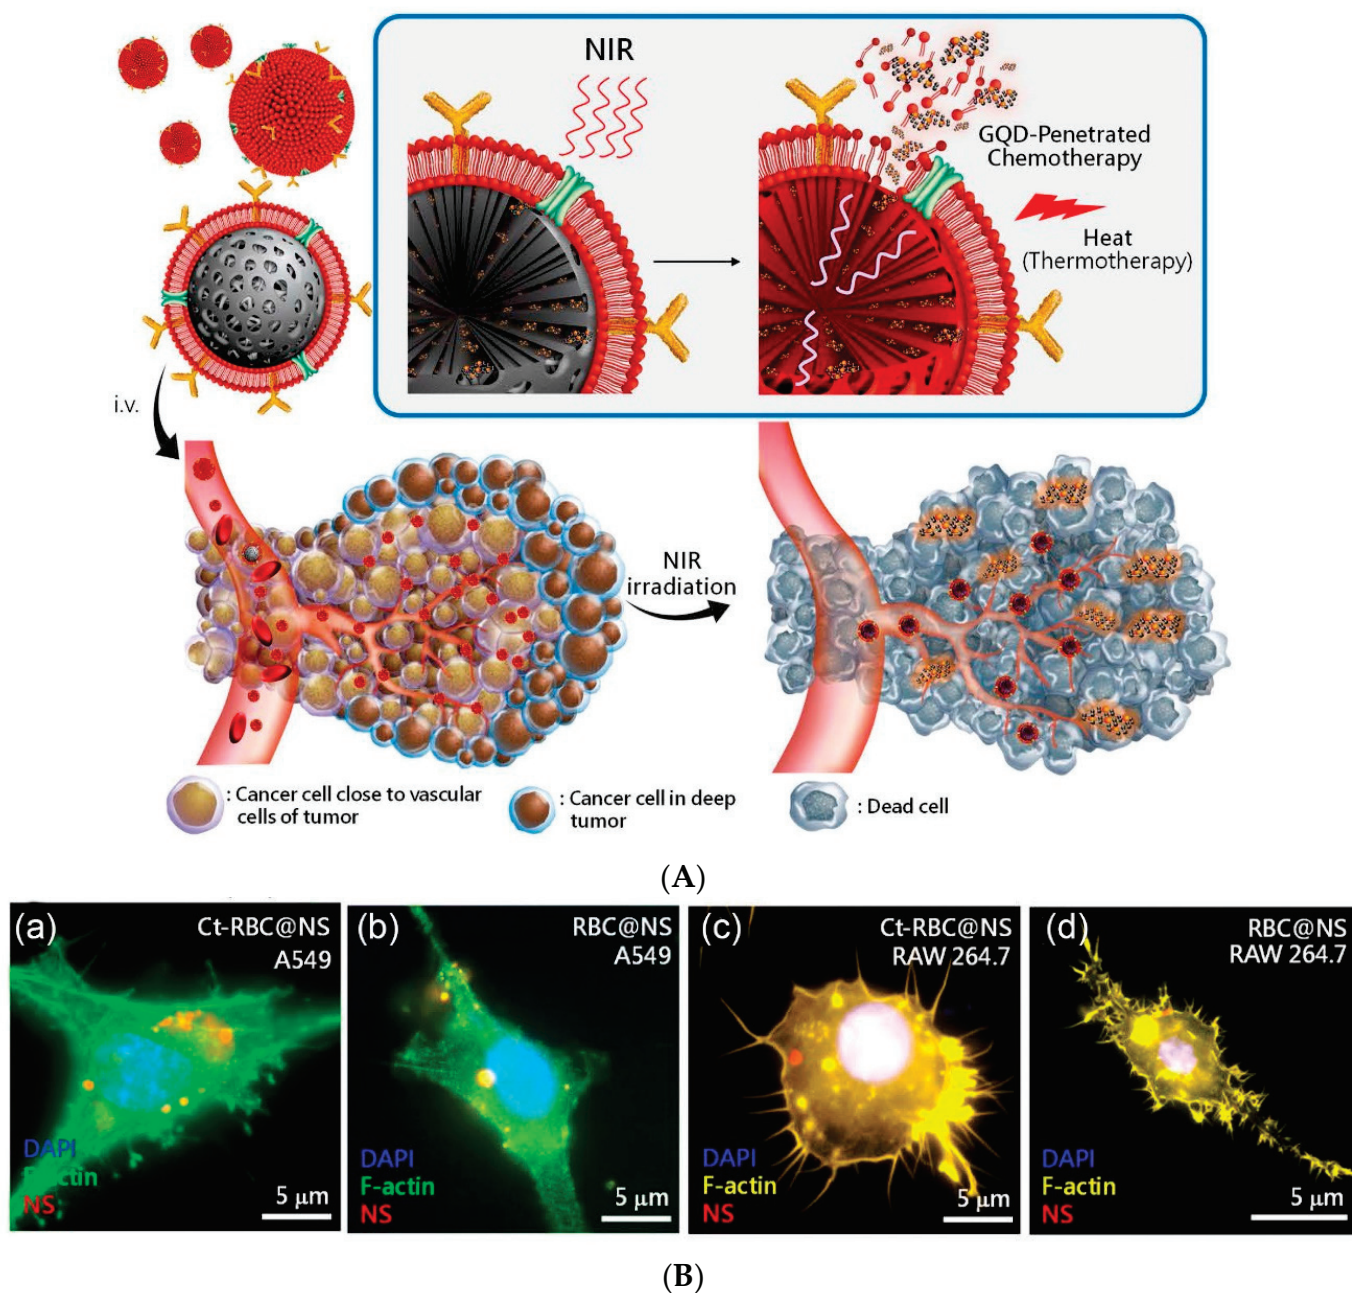 NIR
GQD-Penetrated
Chemotherapy
Heat
(Thermotherapy)
i.v.
NIR
irradiation
: Cancer cell close to vascular
cells of tumor
: Cancer cell in deep
tumor
: Dead cell
(A)
(a)
Ct-RBC@NS
A549
DAPI
F-actin
NS
5 μm
(b)
RBC@NS
A549
DAPI
F-actin
NS
5 μm
(c)
Ct-RBC@NS
RAW 264.7
DAPI
F-actin
NS
5 μm
(d)
RBC@NS
RAW 264.7
DAPI
F-actin
NS
5 μm
(B)